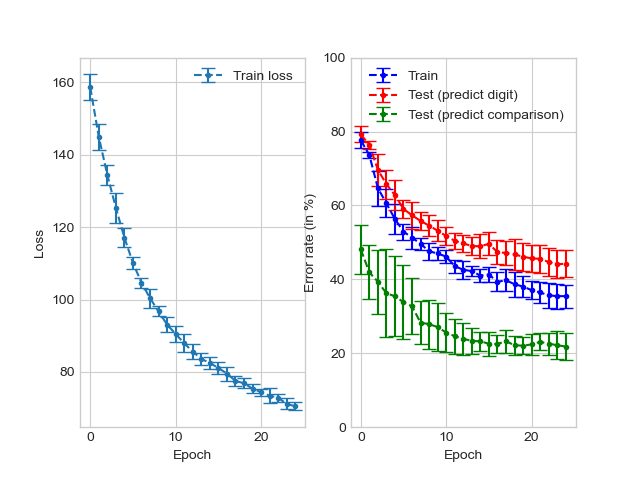 Train loss
160
140
120
100
80
Loss
0
10
20
Epoch
Train
Test (predict digit)
Test (predict comparison)
100
80
60
40
20
0
Error rate (in %)
0
10
20
Epoch